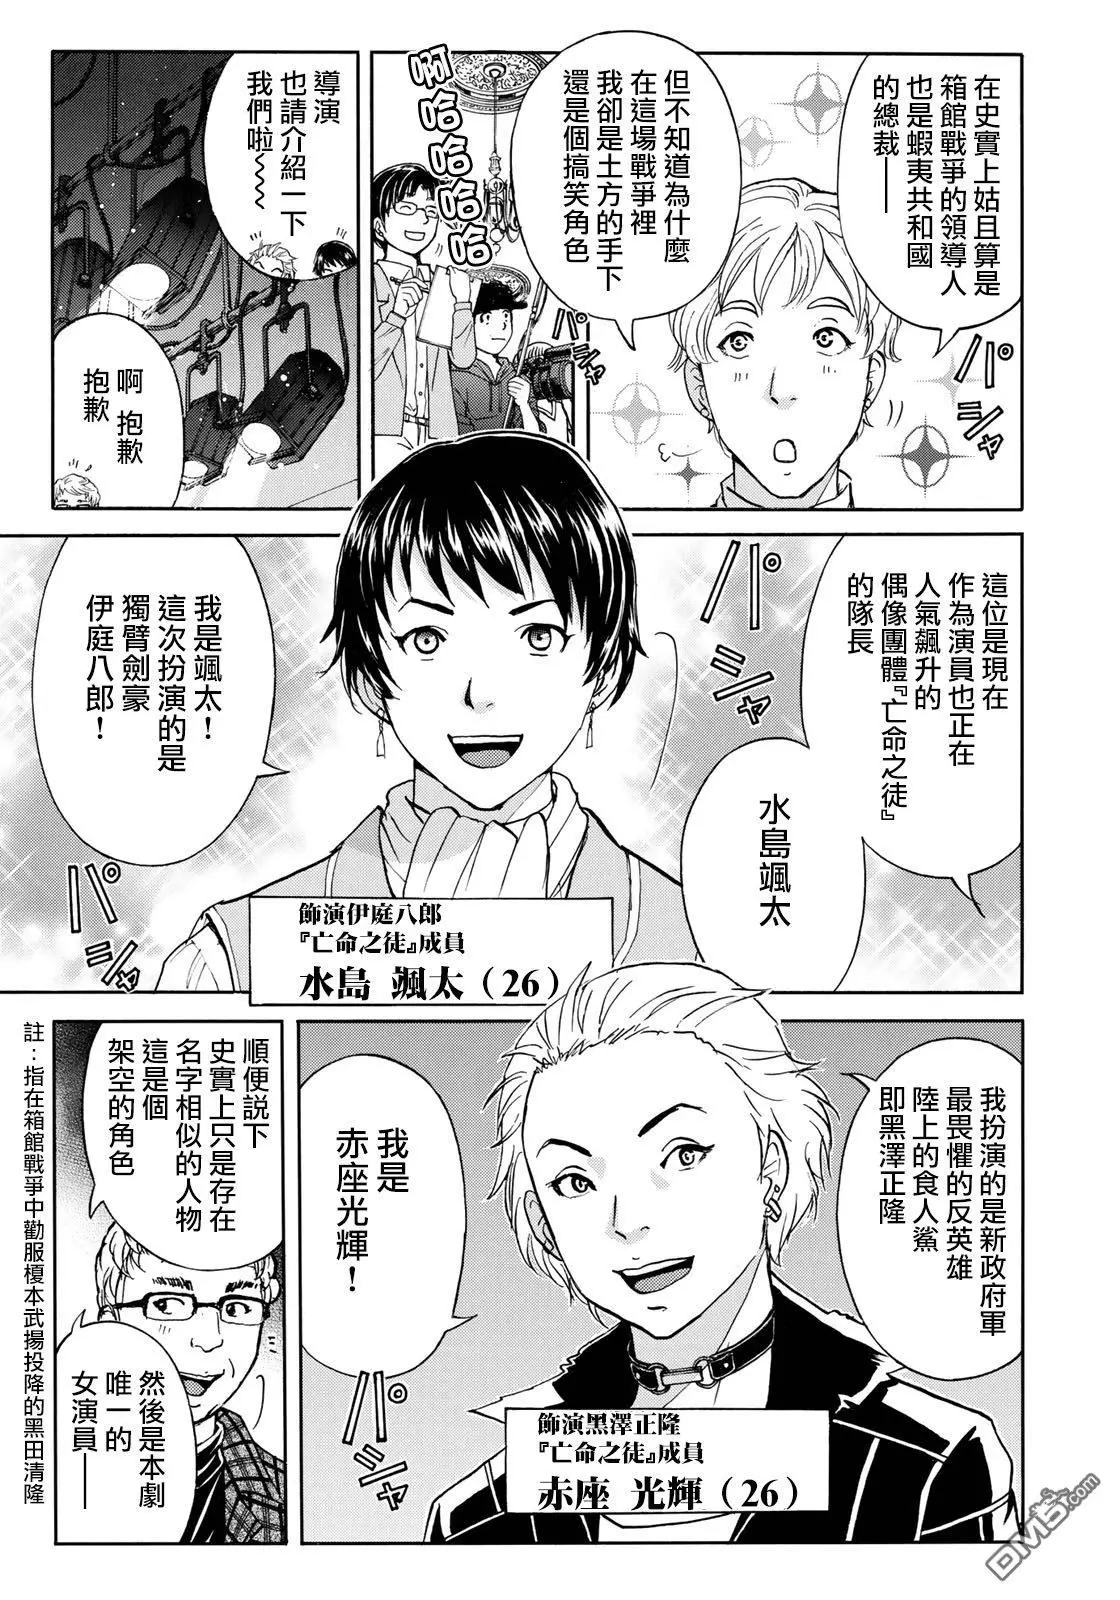 在史實上姑且算是
箱館戰爭的領導人
也是蝦夷共和國
的總裁——
パシャ
但不知道為什麼
在這場戰爭裡
我卻是土方的手下
還是個搞笑角色
パシャ
啊哈哈哈哈哈
導演
也請介紹一下
我們啦~~~~
啊 抱歉
抱歉
這位是現在
作為演員也正在
人氣飆升的
偶像團體『亡命之徒』
的隊長
水島颯太
パシャ
パシャ
我是颯太！
這次扮演的是
獨臂劍豪
伊庭八郎！
パシャ
パシャ
飾演伊庭八郎
『亡命之徒』成員
水島 颯太（26）
我扮演的是新政府軍
最畏懼的反英雄
陸上的食人鯊
即黑澤正隆
我是
赤座光輝！
飾演黑澤正隆
『亡命之徒』成員
赤座 光輝（26）
順便說下
史實上只是存在
名字相似的人物
這是個
架空的角色
然後是本劇
唯一的
女演員——
註：指在箱館戰爭中勸服榎本武揚投降的黑田清隆
DM5.com